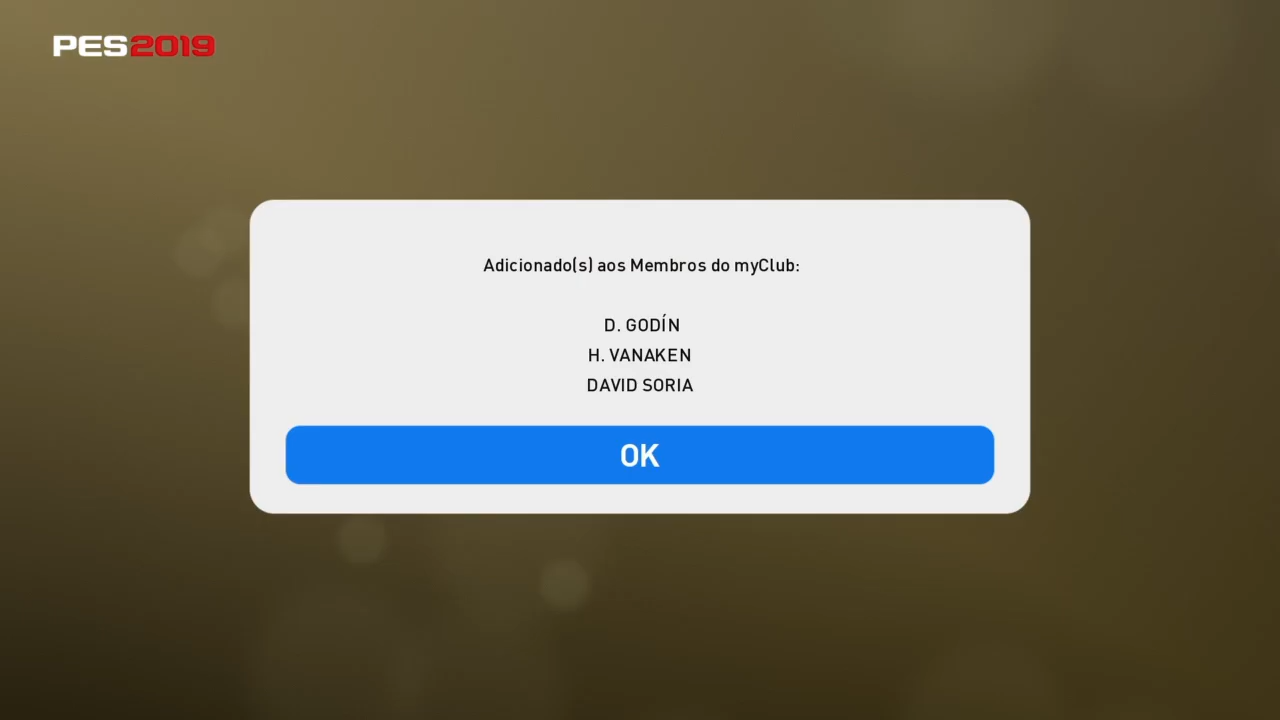 PES2019
Adicionado(s) aos Membros do myClub:
D. GODÍN
H. VANAKEN
DAVID SORIA
OK